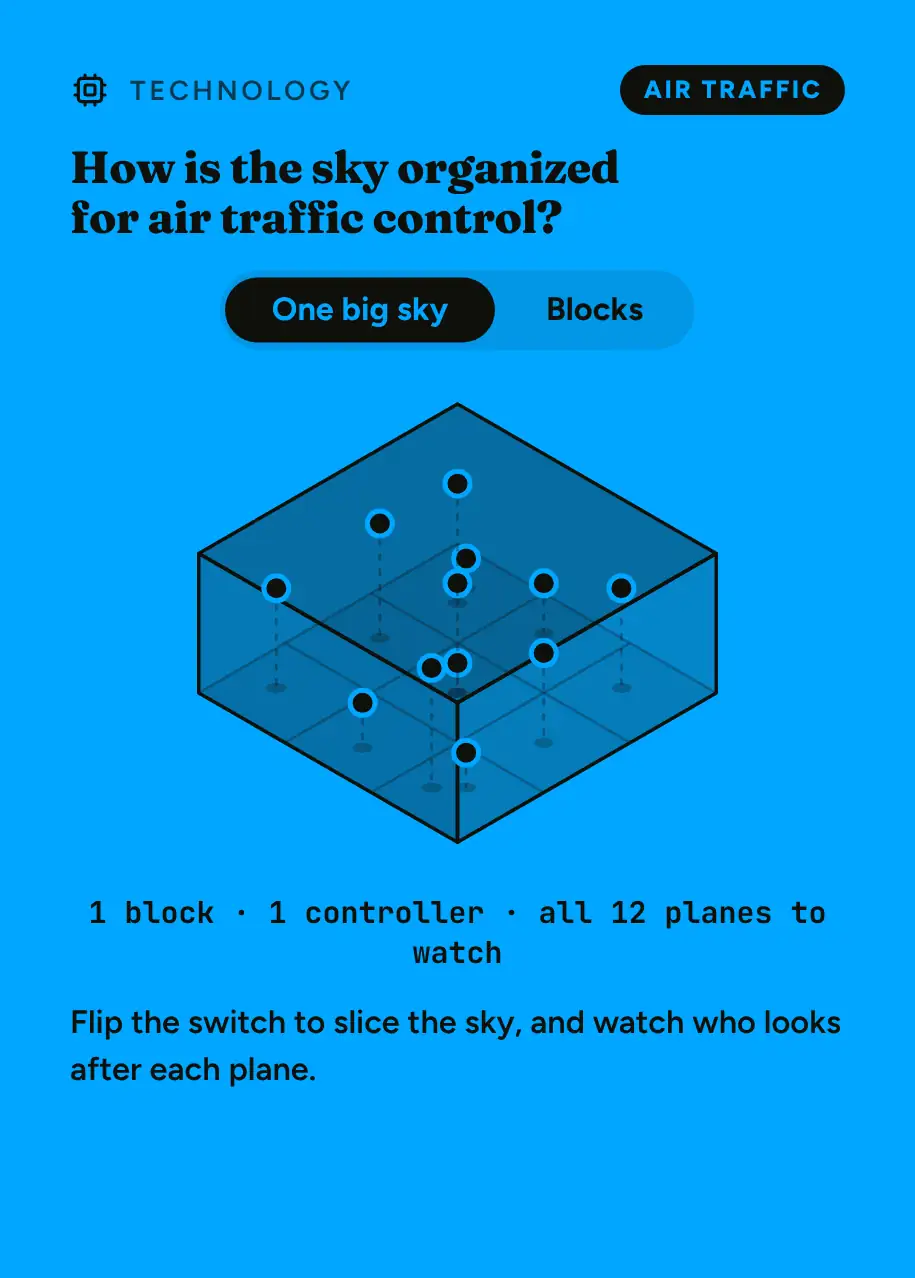 TECHNOLOGY
AIR TRAFFIC
How is the sky organized
for air traffic control?
One big sky
Blocks
1 block · 1 controller · all 12 planes to
watch
Flip the switch to slice the sky, and watch who looks
after each plane.